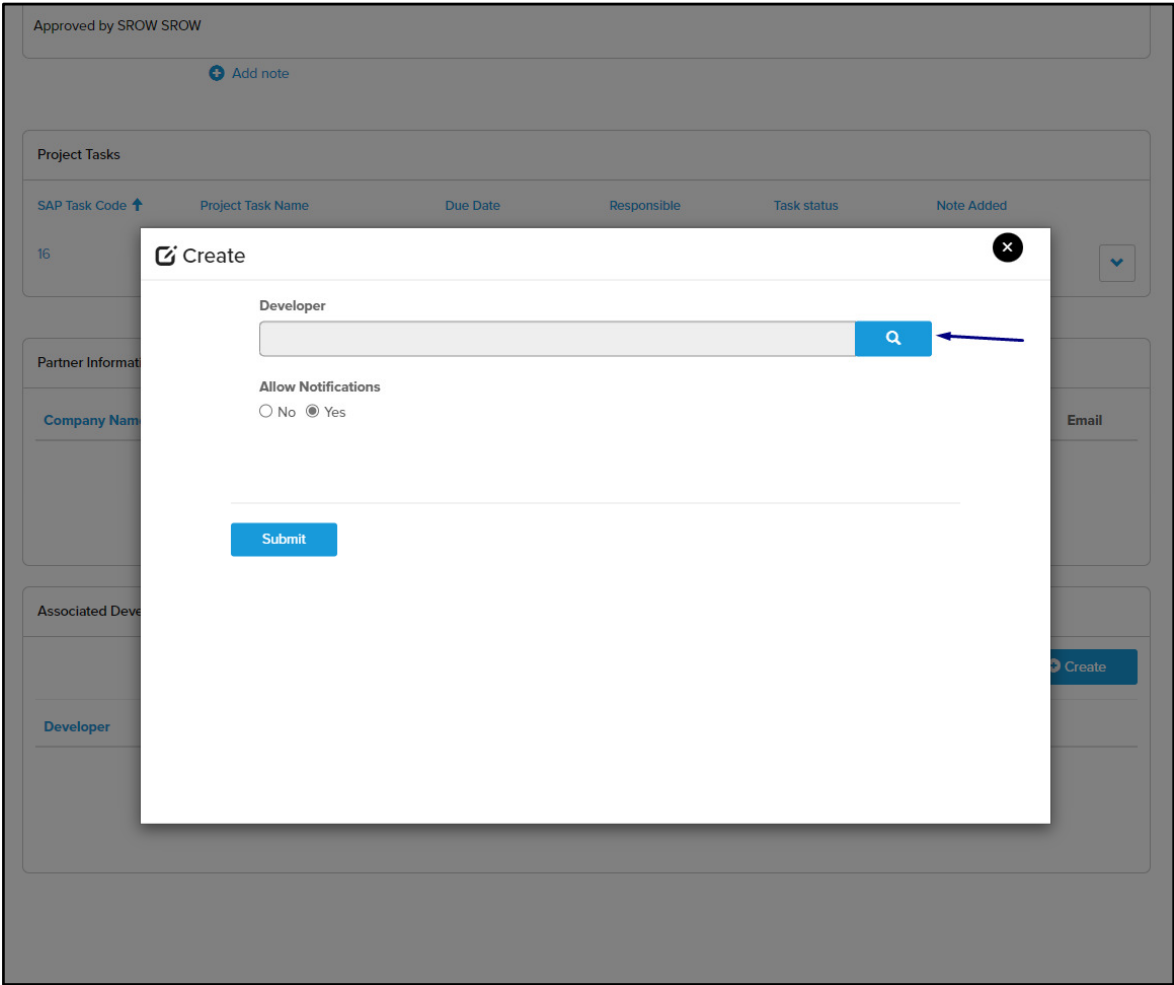 Approved by SROW SROW
Add note
Project Tasks
SAP Task Code Project Task Name Due Date Responsible Task status Note Added
16
Create
Developer
Partner Informati
Allow Notifications
No Yes
Company Nam Email
Submit
Associated Deve
Create
Developer